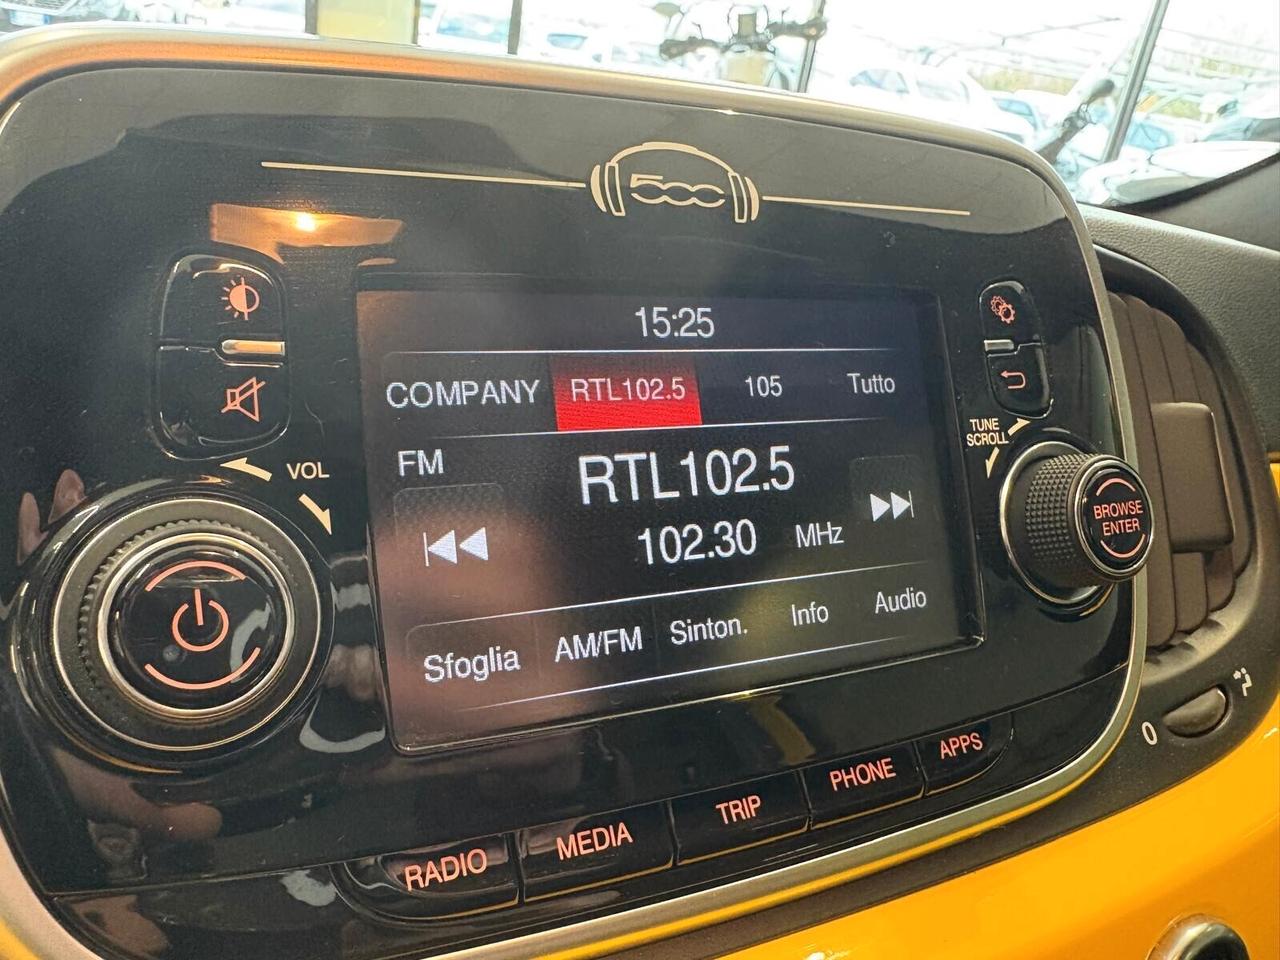 500
15:25
COMPANY RTL102.5 105 Tutto
FM
RTL102.5
102.30 MHz
Sfoglia AM/FM Sinton. Info Audio
VOL
TUNE
SCROLL
BROWSE
ENTER
RADIO MEDIA TRIP PHONE APPS
0